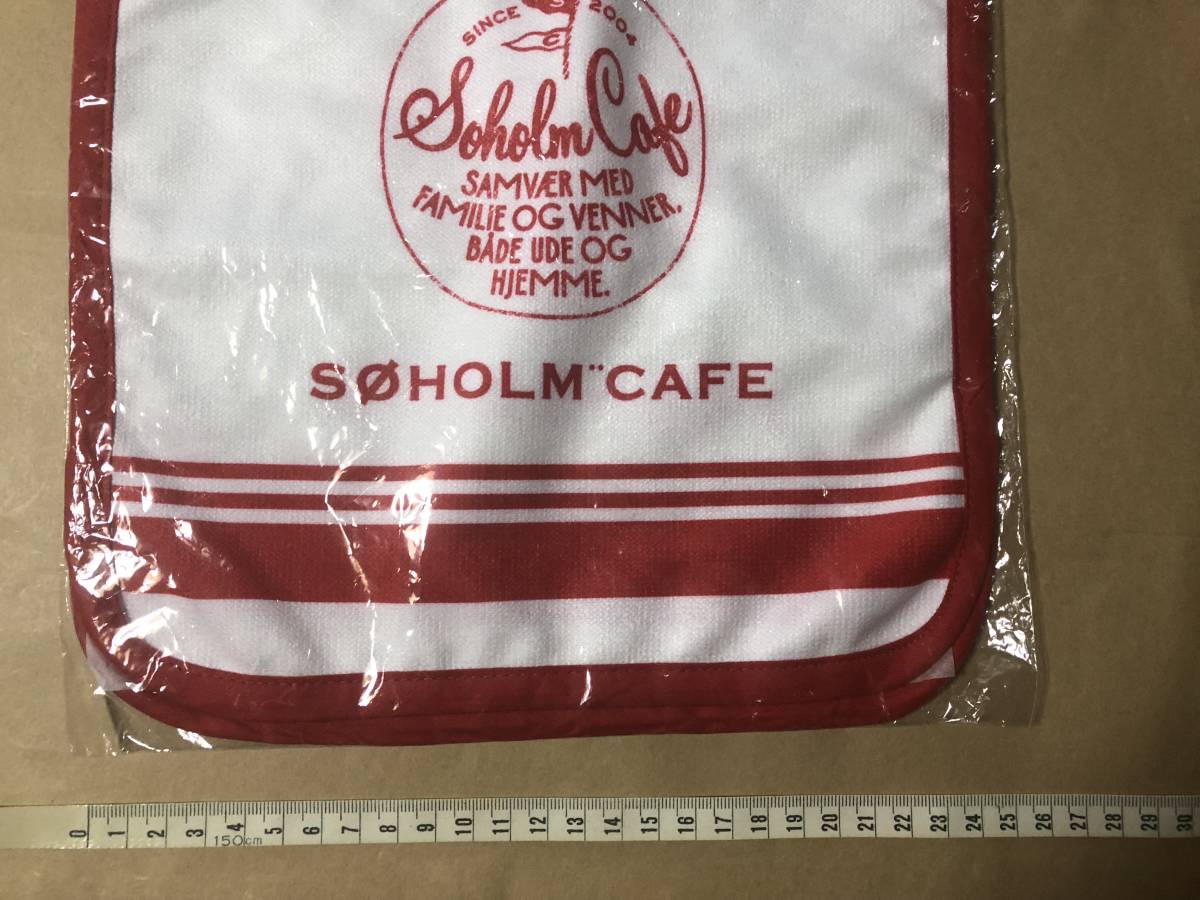 SINCE 2004
S
C
Soholm Cafe
SAMVÆR MED
FAMILIE OG VENNER,
BÅDE UDE OG
HJEMME.
SØHOLM¨CAFE
0 1 2 3 4 5 6 7 8 9 10 11 12 13 14 15 16 17 18 19 20 21 22 23 24 25 26 27 28 29 30
150cm